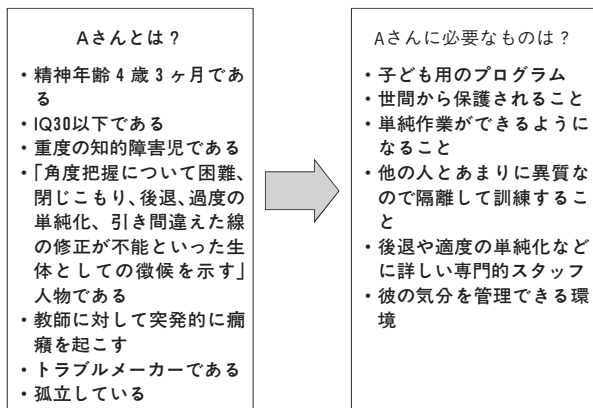 Aさんとは?
・精神年齢4歳3ヶ月であ
る
・IQ30以下である
・重度の知的障害児である
・「角度把握について困難、
閉じこもり、後退、過度の
単純化、引き間違えた線
の修正が不能といった生
体としての徴候を示す」
人物である
・教師に対して突発的に癇
癪を起こす
・トラブルメーカーである
・孤立している
Aさんに必要なものは?
・子ども用のプログラム
・世間から保護されること
・単純作業ができるように
なること
・他の人とあまりに異質な
ので隔離して訓練するこ
と
・後退や適度の単純化など
に詳しい専門的スタッフ
・彼の気分を管理できる環
境